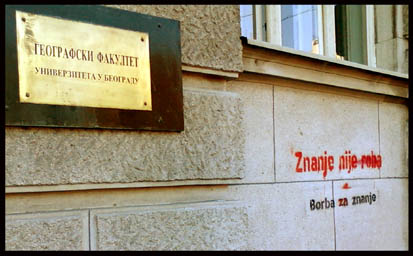 ГЕОГРАФСКИ ФАКУЛТЕТ
УНИВЕРЗИТЕТА У БЕОГРАДУ
Znanje nije roba
Borba za znanje